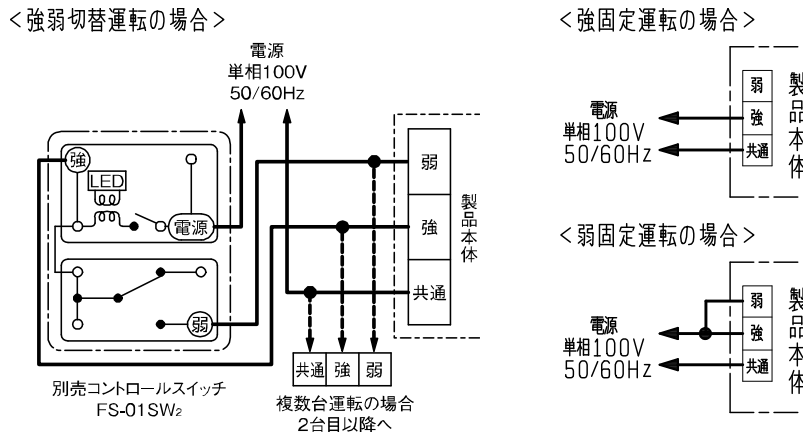 <強弱切替運転の場合>
電源
単相100V
50/60Hz
強
LED
電源
弱
弱
強
共通
製品本体
共通 強 弱
別売コントロールスイッチ
FS-01SW₂
複数台運転の場合
2台目以降へ
<強固定運転の場合>
電源
単相100V
50/60Hz
弱
強
共通
製品本体
<弱固定運転の場合>
電源
単相100V
50/60Hz
弱
強
共通
製品本体